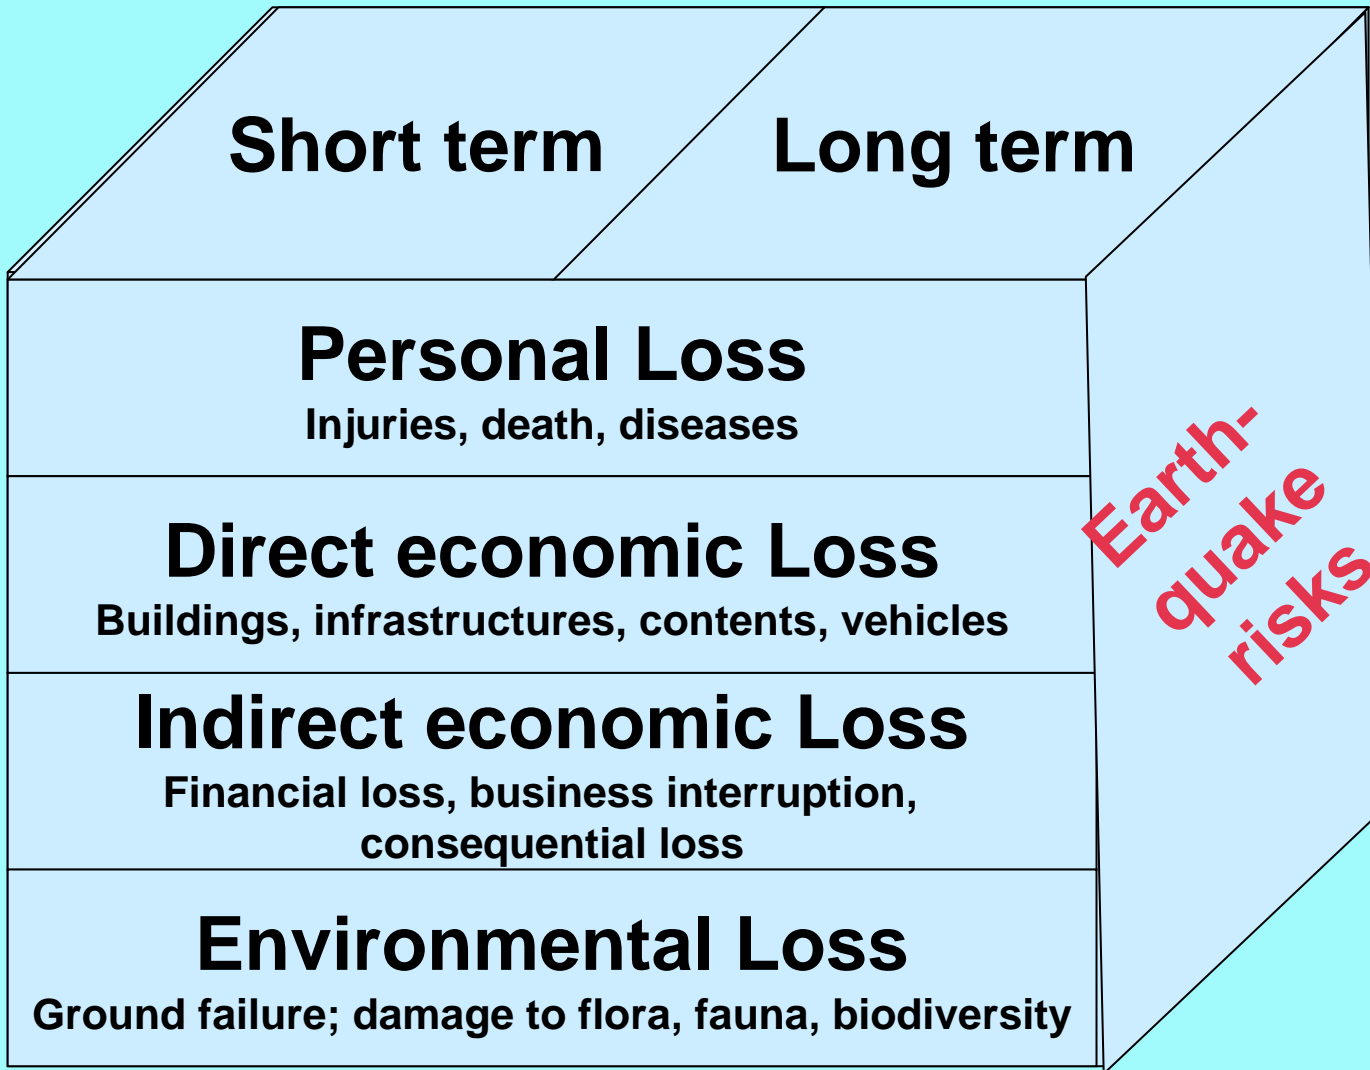 Short term
Long term
Personal Loss
Injuries, death, diseases
Direct economic Loss
Buildings, infrastructures, contents, vehicles
Indirect economic Loss
Financial loss, business interruption,
consequential loss
Environmental Loss
Ground failure; damage to flora, fauna, biodiversity
Earth-
quake
risks